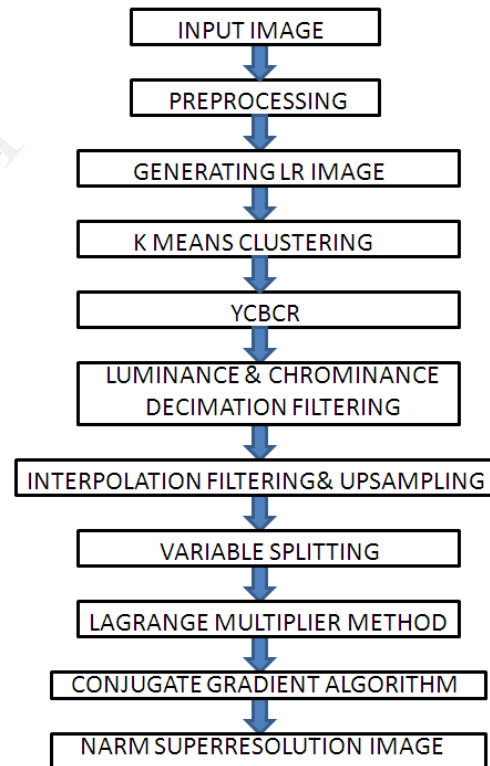 INPUT IMAGE
PREPROCESSING
GENERATING LR IMAGE
K MEANS CLUSTERING
YCBCR
LUMINANCE & CHROMINANCE
DECIMATION FILTERING
INTERPOLATION FILTERING& UPSAMPLING
VARIABLE SPLITTING
LAGRANGE MULTIPLIER METHOD
CONJUGATE GRADIENT ALGORITHM
NARM SUPERRESOLUTION IMAGE